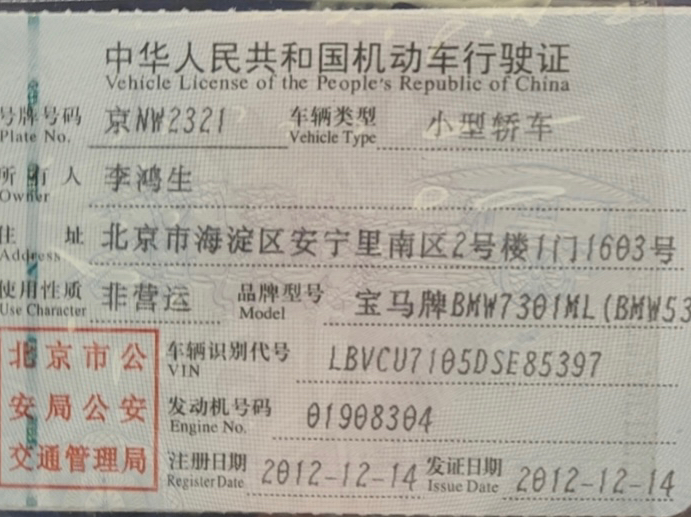 中华人民共和国机动车行驶证
Vehicle License of the People's Republic of China
号牌号码 京NW2321 车辆类型 小型轿车
Plate No. Vehicle Type
所有人 李鸿生
Owner
住址 北京市海淀区安宁里南区2号楼1门1603号
Address
使用性质 非营运 品牌型号 宝马牌BMW7301ML(BMW53
Use Character Model
北京市公 车辆识别代号 LBVCU7105DSE85397
VIN
安局公安 发动机号码 01908304
Engine No.
交通管理局 注册日期 2012-12-14 发证日期 2012-12-14
Register Date Issue Date